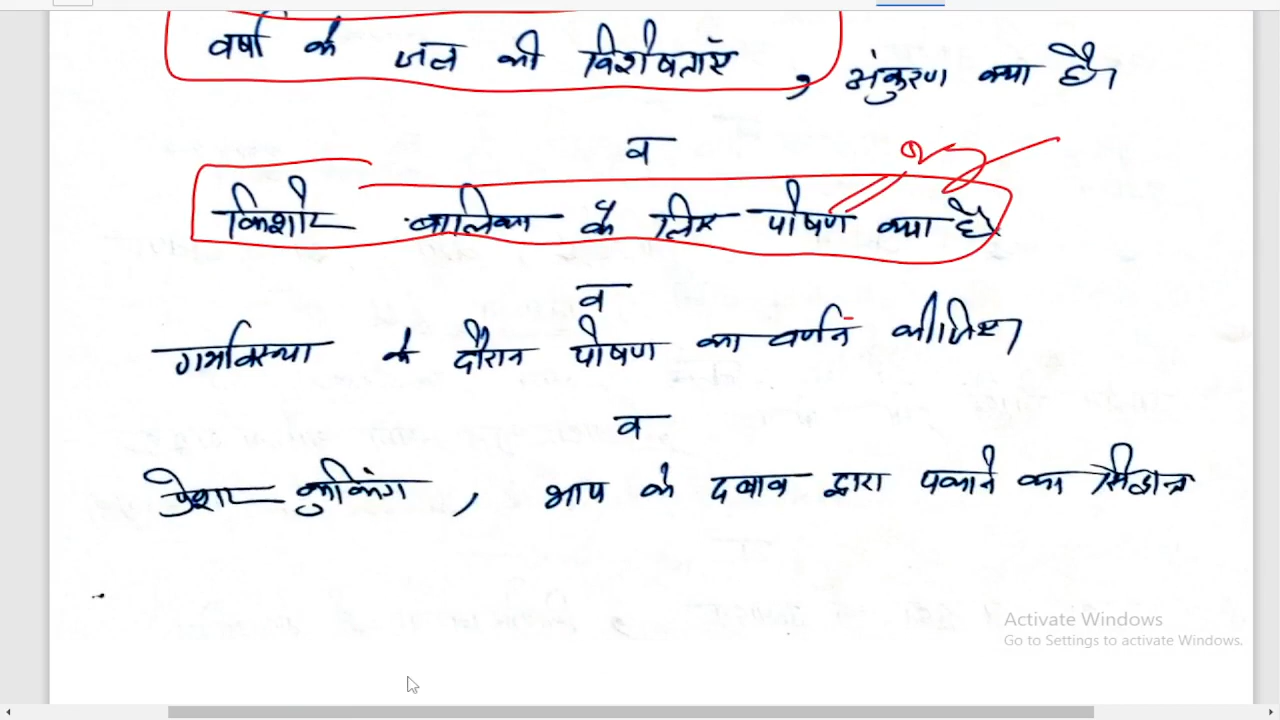 वर्षा के जल की विशेषताएँ , अंकुरण क्या है।
व
किशोर बालिका के लिए पोषण क्या है
व
गर्भावस्था के दौरान पोषण का वर्णन कीजिए।
व
प्रेशर कुकिंग , भाप के दबाव द्वारा पकाने का सिद्धान्त
Activate Windows
Go to Settings to activate Windows.